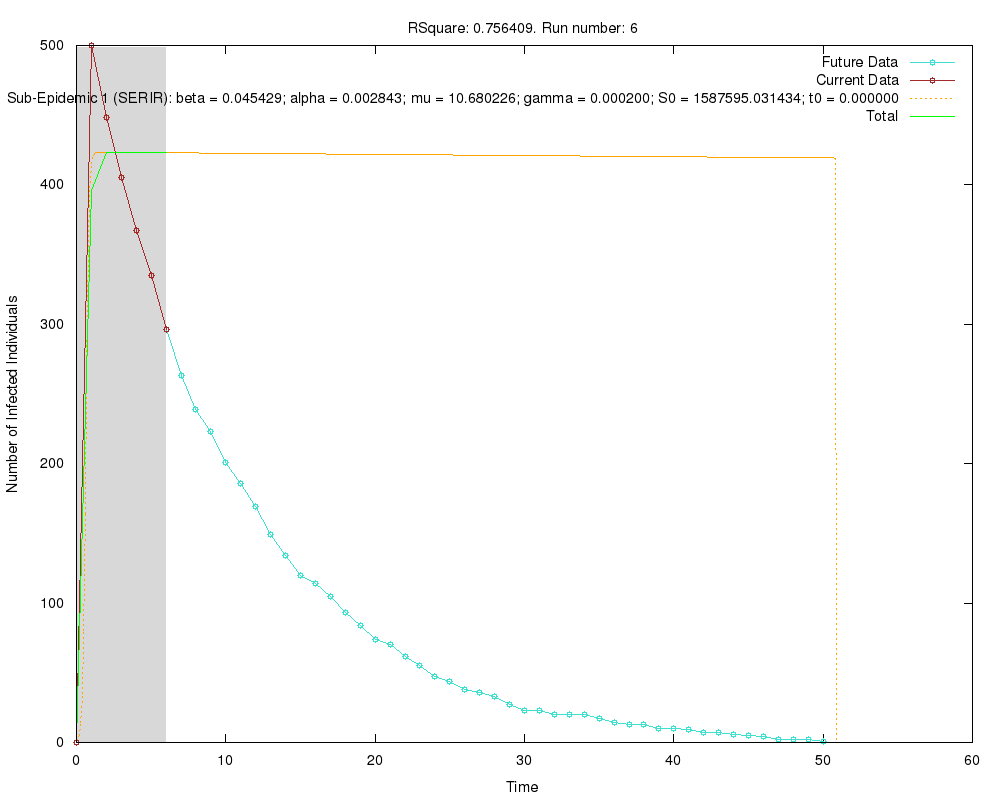 RSquare: 0.756409. Run number: 6
Future Data
Current Data
Sub-Epidemic 1 (SERIR): beta = 0.045429; alpha = 0.002843; mu = 10.680226; gamma = 0.000200; S0 = 1587595.031434; t0 = 0.000000
Total
500
400
300
200
100
0
Number of Infected Individuals
0 10 20 30 40 50 60
Time